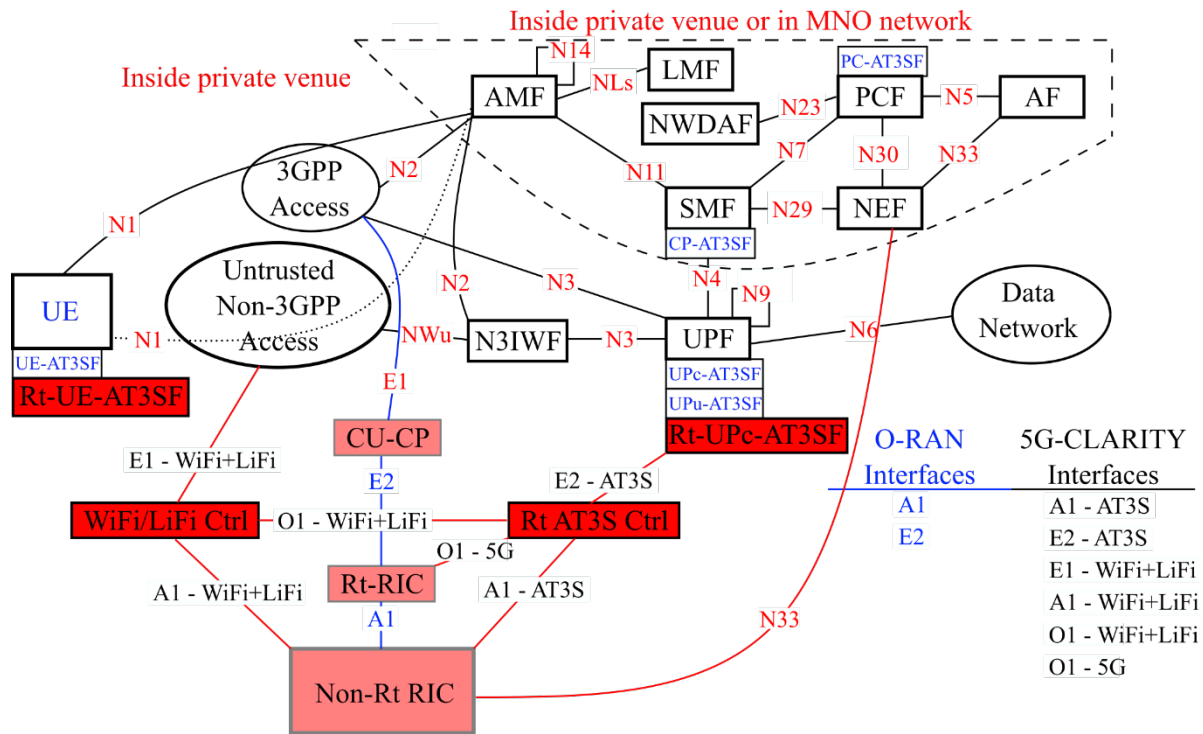 Inside private venue or in MNO network
Inside private venue
N14
NLs
LMF
PC-AT3SF
AMF
PCF
N5
AF
N23
NWDAF
3GPP
Access
N2
N11
N7
N30
N33
N1
SMF
N29
NEF
CP-AT3SF
Untrusted
Non-3GPP
Access
N2
N3
N4
N9
Data
Network
UE
N1
NWu
N3IWF
N3
UPF
N6
UE-AT3SF
Rt-UE-AT3SF
E1
UPc-AT3SF
UPu-AT3SF
Rt-UPc-AT3SF
CU-CP
E1 - WiFi+LiFi
E2
E2 - AT3S
O-RAN
Interfaces
A1
E2
5G-CLARITY
Interfaces
A1 - AT3S
E2 - AT3S
E1 - WiFi+LiFi
A1 - WiFi+LiFi
O1 - WiFi+LiFi
O1 - 5G
WiFi/LiFi Ctrl
O1 - WiFi+LiFi
Rt AT3S Ctrl
O1 - 5G
Rt-RIC
A1 - WiFi+LiFi
A1 - AT3S
A1
N33
Non-Rt RIC